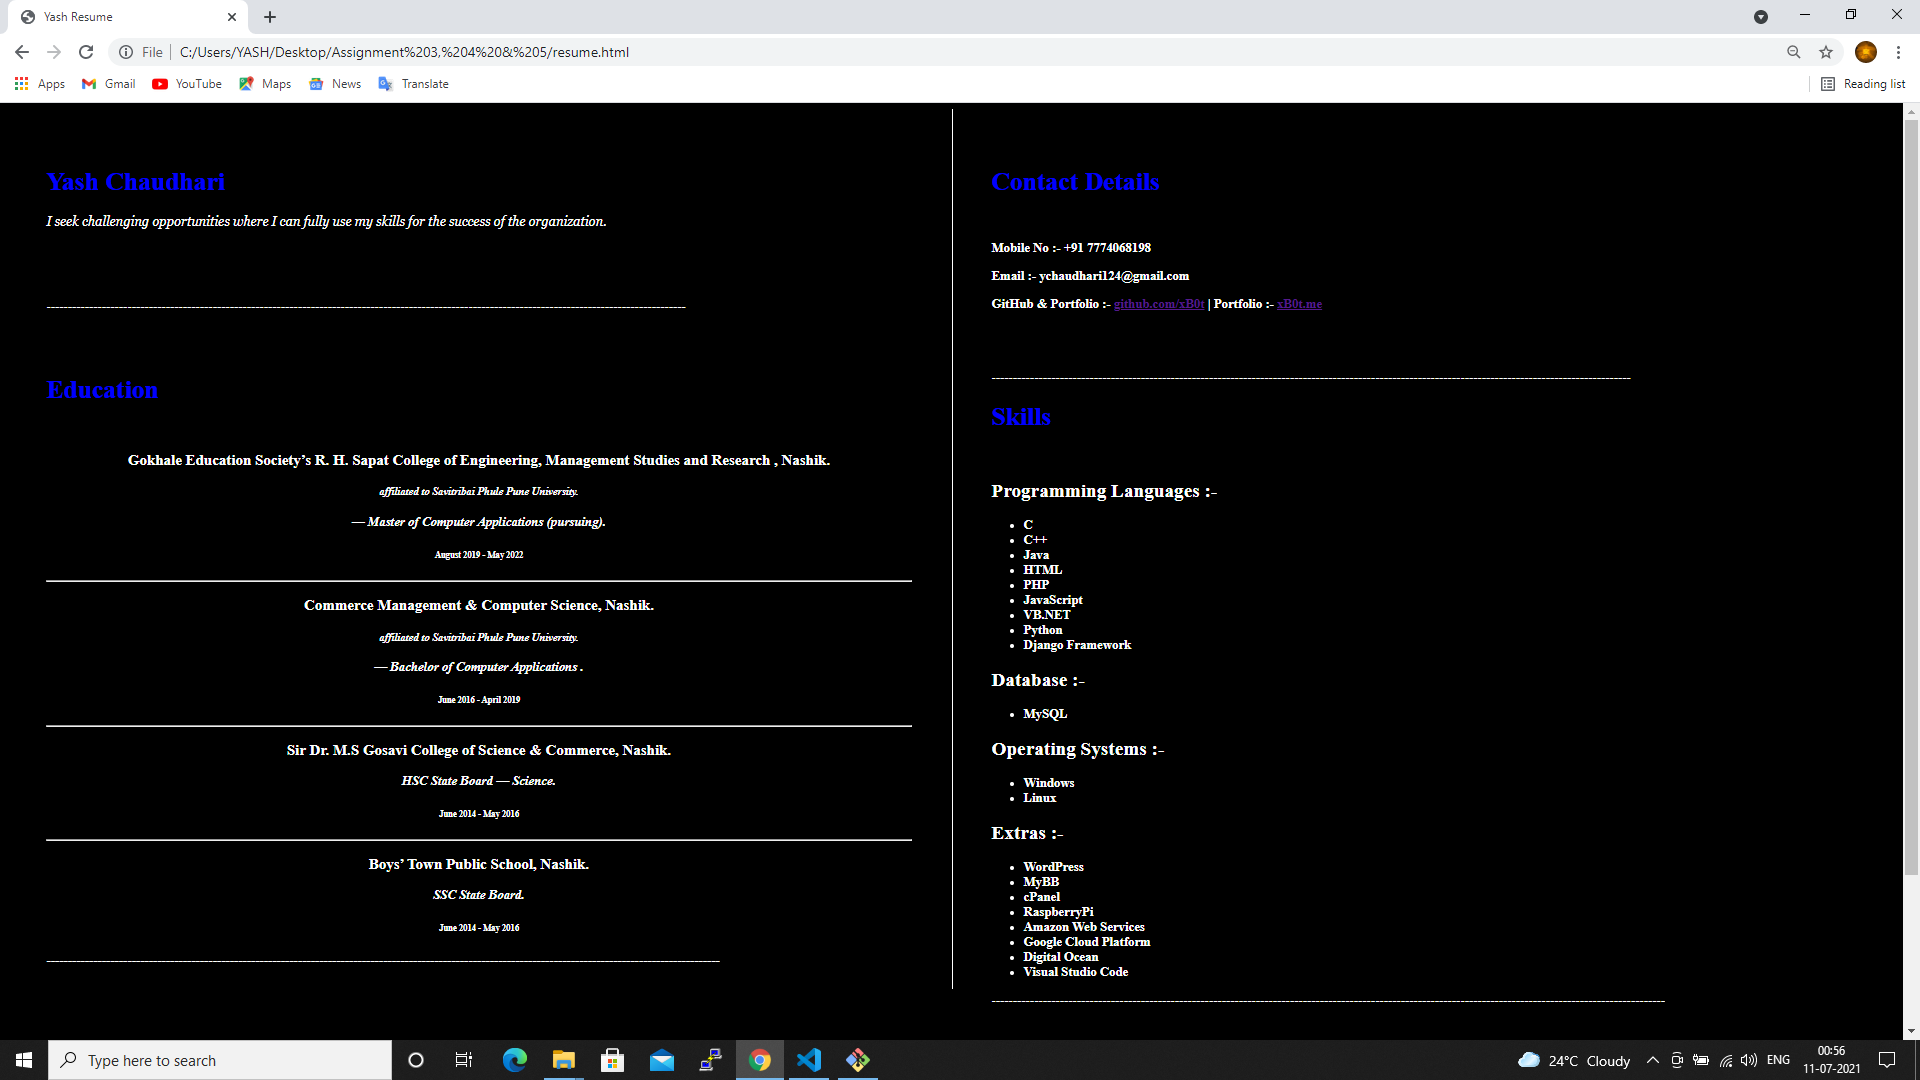 Yash Resume
File
C:/Users/YASH/Desktop/Assignment%203,%204%20&%205/resume.html
Apps
Gmail
YouTube
Maps
News
Translate
Reading list
Yash Chaudhari
I seek challenging opportunities where I can fully use my skills for the success of the organization.
Education
Gokhale Education Society’s R. H. Sapat College of Engineering, Management Studies and Research , Nashik.
affiliated to Savitribai Phule Pune University.
— Master of Computer Applications (pursuing).
August 2019 - May 2022
Commerce Management & Computer Science, Nashik.
affiliated to Savitribai Phule Pune University.
— Bachelor of Computer Applications .
June 2016 - April 2019
Sir Dr. M.S Gosavi College of Science & Commerce, Nashik.
HSC State Board — Science.
June 2014 - May 2016
Boys’ Town Public School, Nashik.
SSC State Board.
June 2014 - May 2016
Contact Details
Mobile No :- +91 7774068198
Email :- ychaudhari124@gmail.com
GitHub & Portfolio :- github.com/xB0t | Portfolio :- xB0t.me
Skills
Programming Languages :-
C
C++
Java
HTML
PHP
JavaScript
VB.NET
Python
Django Framework
Database :-
MySQL
Operating Systems :-
Windows
Linux
Extras :-
WordPress
MyBB
cPanel
RaspberryPi
Amazon Web Services
Google Cloud Platform
Digital Ocean
Visual Studio Code
Type here to search
24°C Cloudy
ENG
00:56
11-07-2021